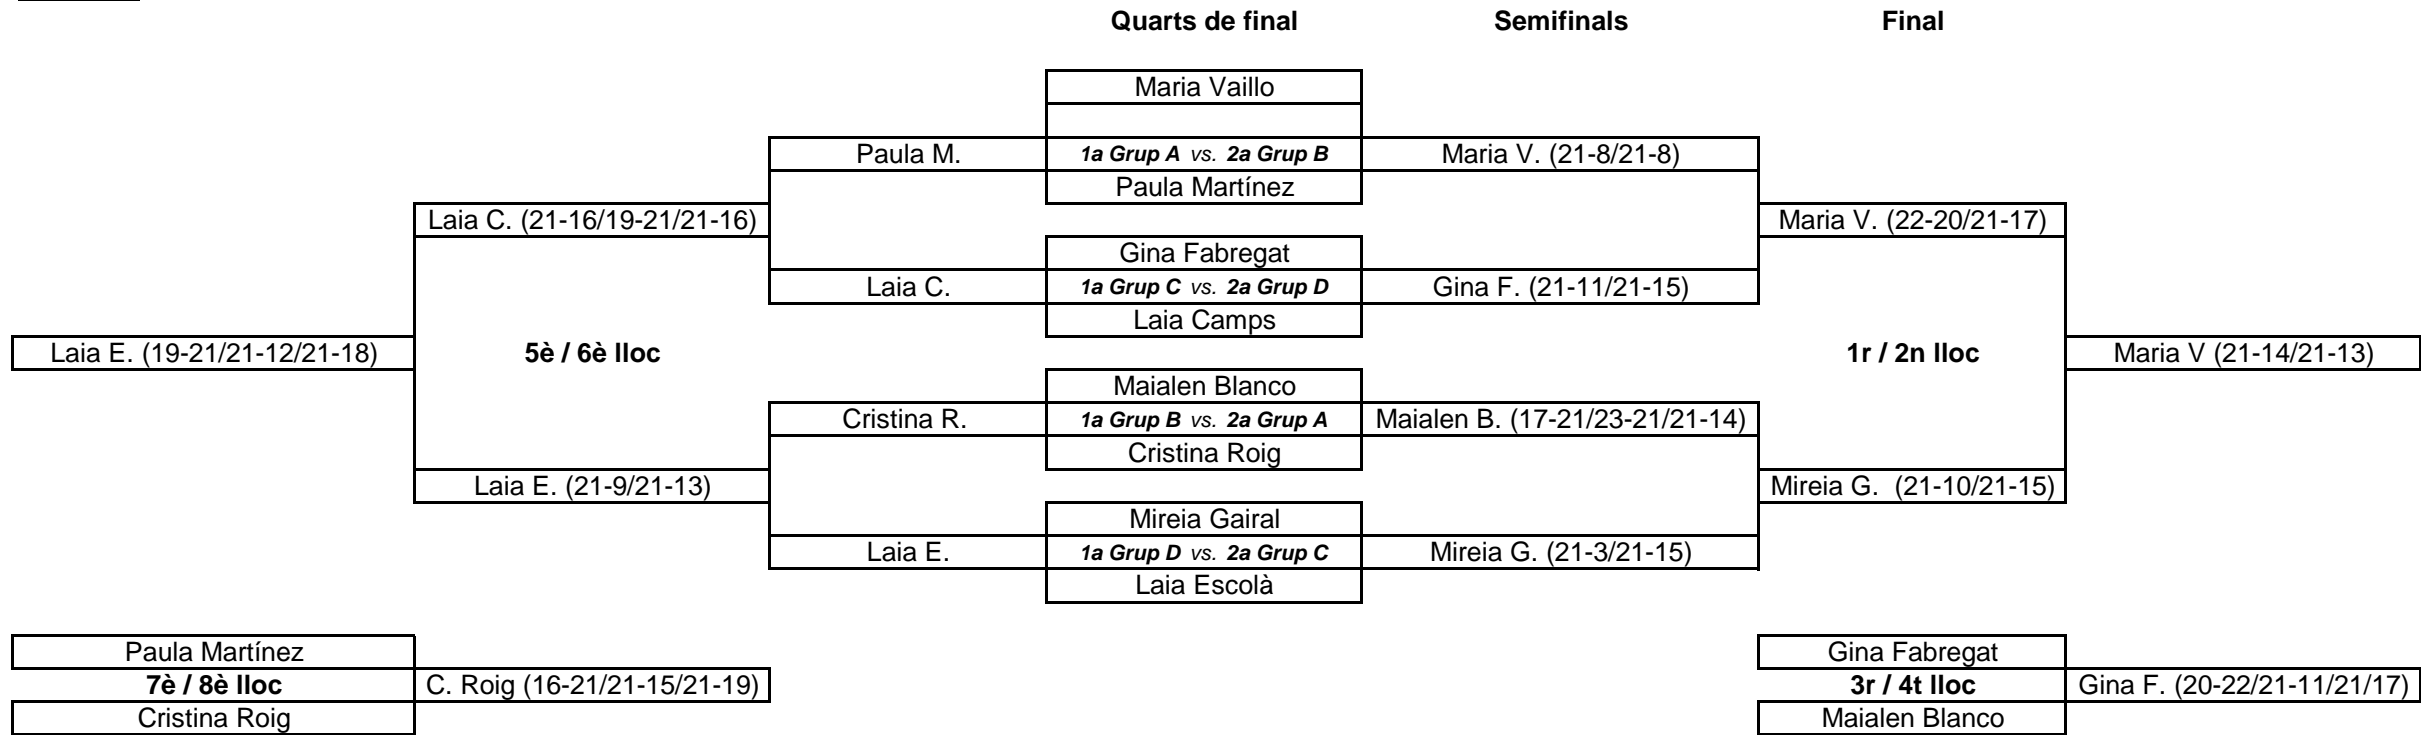 Quarts de final Semifinals Final
Maria Vaillo
Paula M. 1a Grup A vs. 2a Grup B Maria V. (21-8/21-8)
Paula Martínez
Laia C. (21-16/19-21/21-16) Maria V. (22-20/21-17)
Gina Fabregat
Laia C. 1a Grup C vs. 2a Grup D Gina F. (21-11/21-15)
Laia Camps
Laia E. (19-21/21-12/21-18) 5è / 6è lloc 1r / 2n lloc Maria V (21-14/21-13)
Maialen Blanco
Cristina R. 1a Grup B vs. 2a Grup A Maialen B. (17-21/23-21/21-14)
Cristina Roig
Laia E. (21-9/21-13) Mireia G. (21-10/21-15)
Mireia Gairal
Laia E. 1a Grup D vs. 2a Grup C Mireia G. (21-3/21-15)
Laia Escolà
Paula Martínez Gina Fabregat
7è / 8è lloc C. Roig (16-21/21-15/21-19) 3r / 4t lloc Gina F. (20-22/21-11/21/17)
Cristina Roig Maialen Blanco